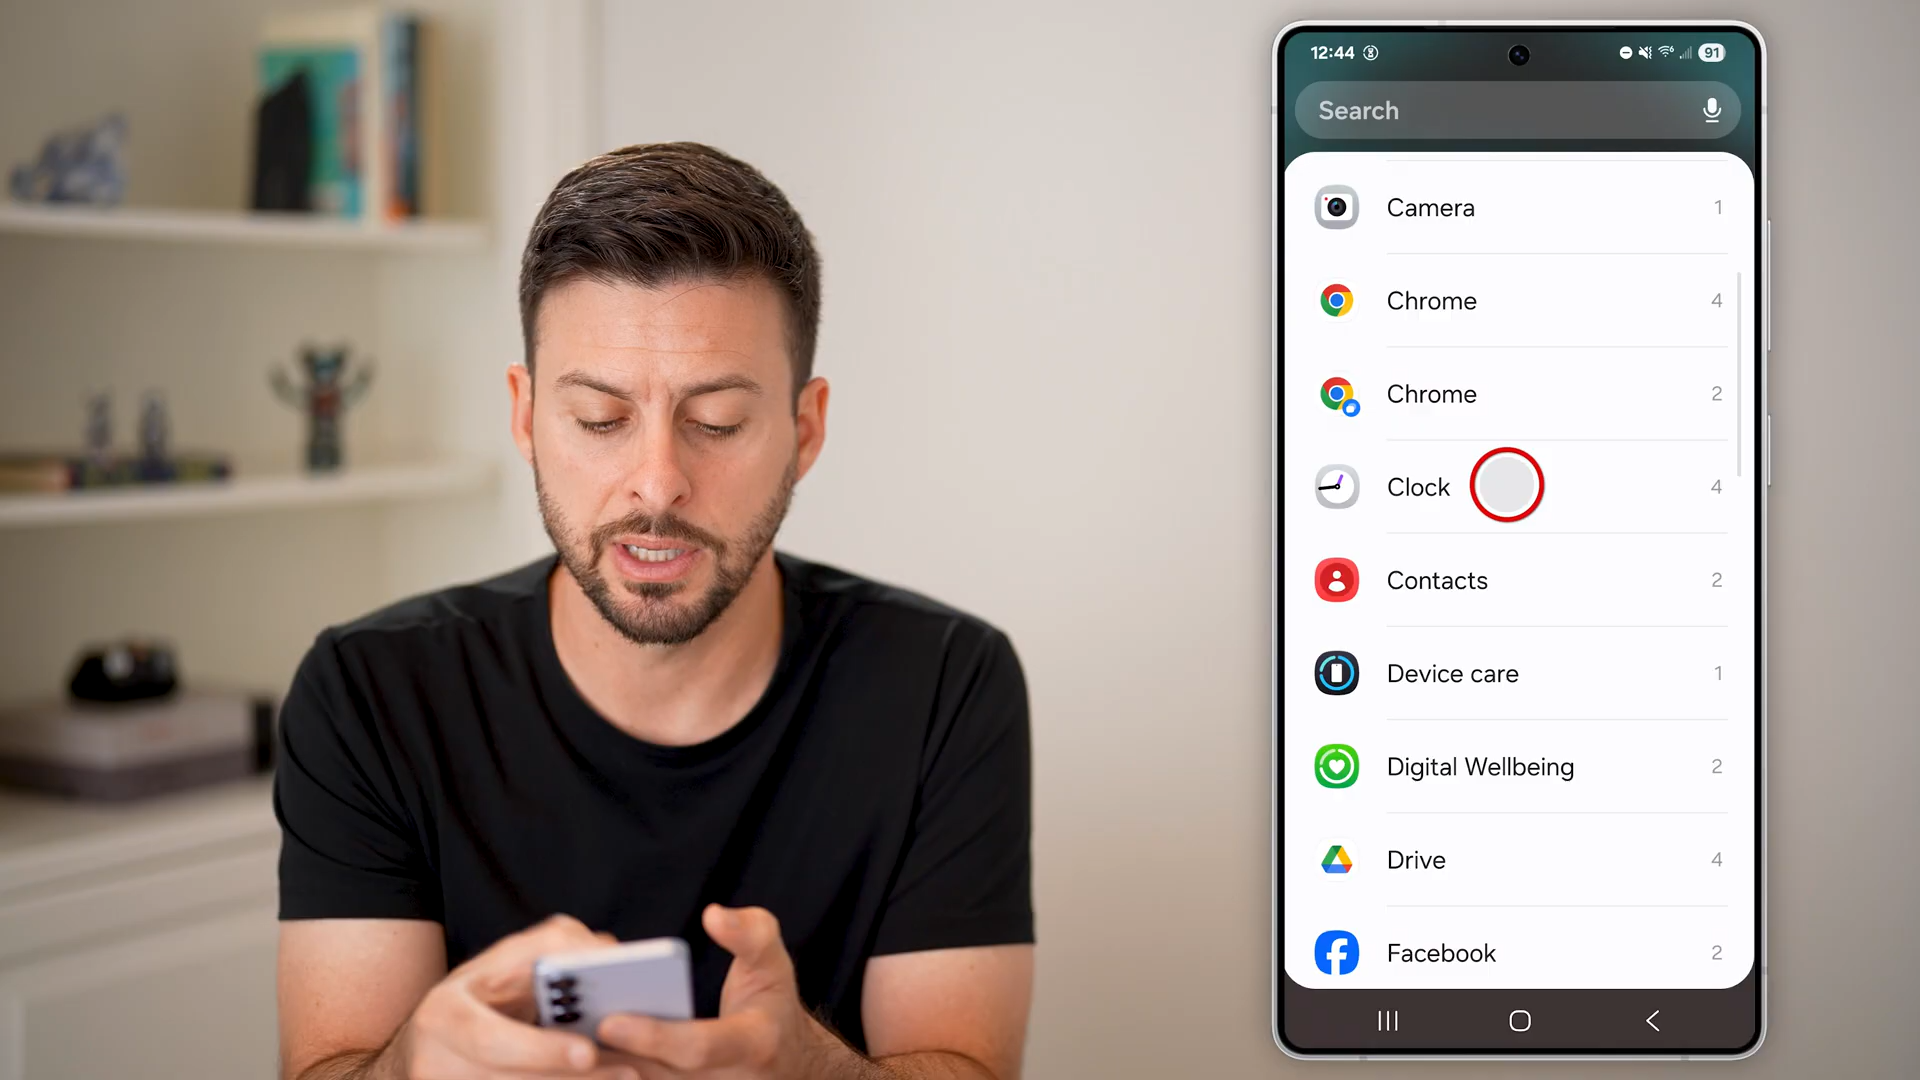 12:44
91
Search
Camera 1
Chrome 4
Chrome 2
Clock 4
Contacts 2
Device care 1
Digital Wellbeing 2
Drive 4
Facebook 2